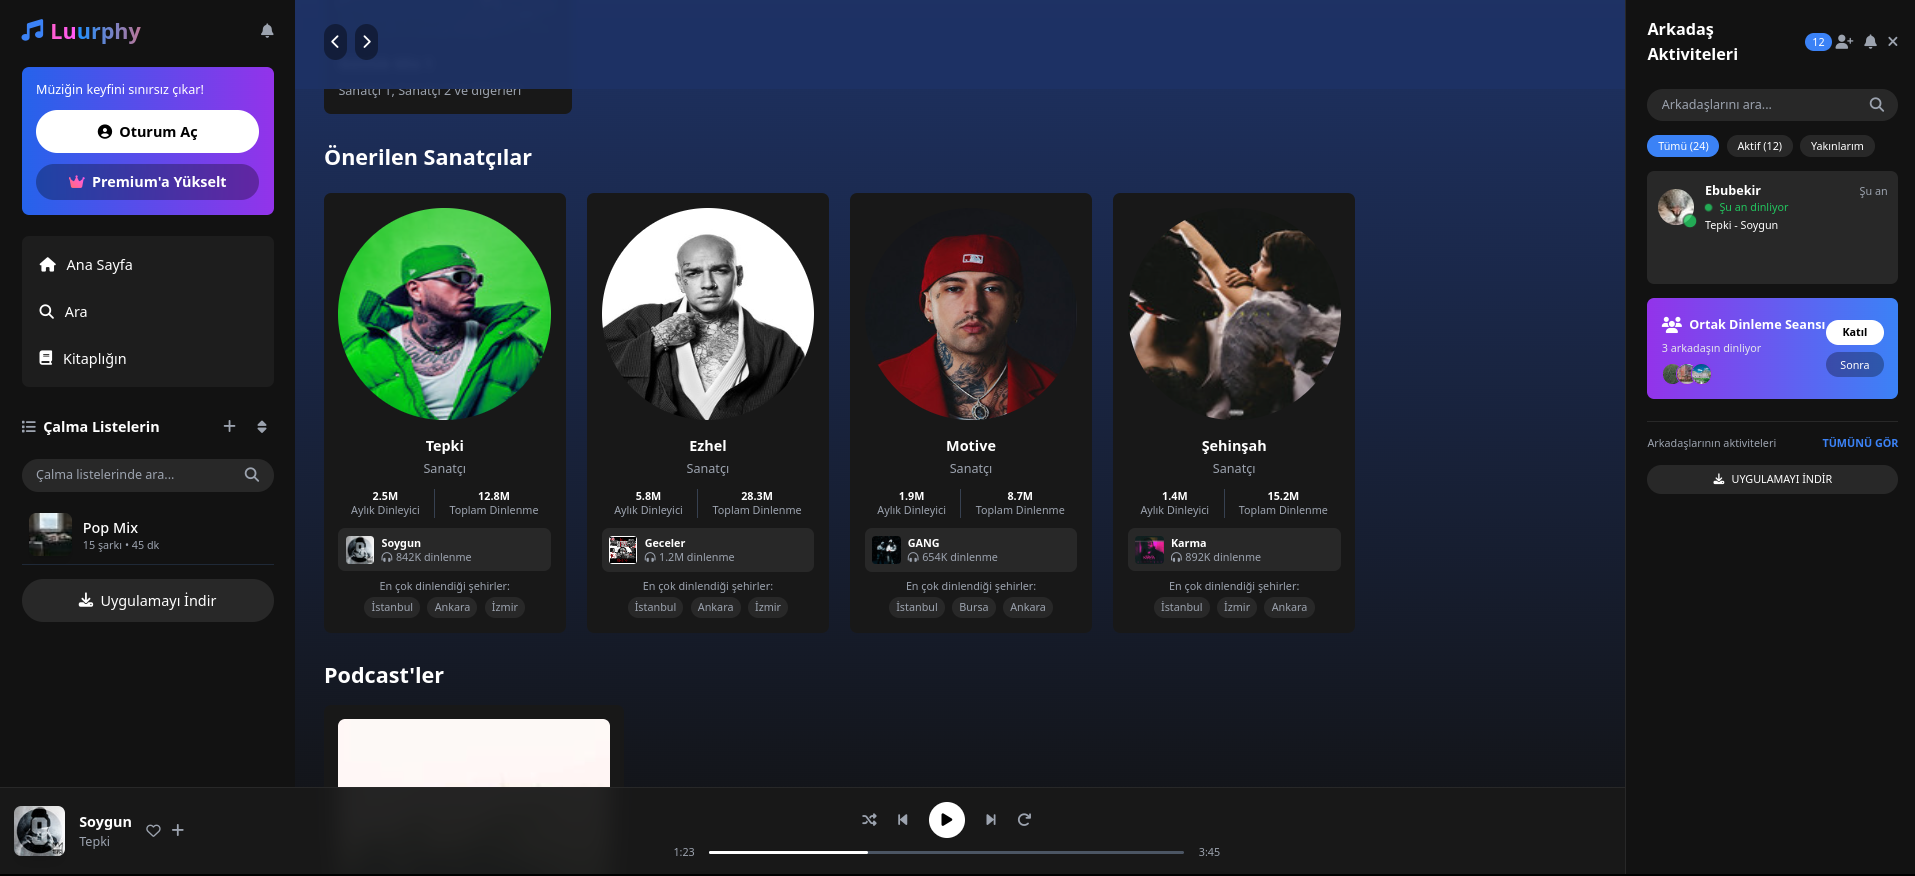 Luurphy
Müziğin keyfini sınırsız çıkar!
Oturum Aç
Premium'a Yükselt
Ana Sayfa
Ara
Kitaplığın
Çalma Listelerin
Çalma listelerinde ara...
Pop Mix
15 şarkı • 45 dk
Uygulamayı İndir
Sanatçı 1, Sanatçı 2 ve diğerleri
Önerilen Sanatçılar
Tepki
Sanatçı
2.5M
Aylık Dinleyici
12.8M
Toplam Dinlenme
Soygun
842K dinlenme
En çok dinlendiği şehirler:
İstanbul Ankara İzmir
Ezhel
Sanatçı
5.8M
Aylık Dinleyici
28.3M
Toplam Dinlenme
Geceler
1.2M dinlenme
En çok dinlendiği şehirler:
İstanbul Ankara İzmir
Motive
Sanatçı
1.9M
Aylık Dinleyici
8.7M
Toplam Dinlenme
GANG
654K dinlenme
En çok dinlendiği şehirler:
İstanbul Bursa Ankara
Şehinşah
Sanatçı
1.4M
Aylık Dinleyici
15.2M
Toplam Dinlenme
Karma
892K dinlenme
En çok dinlendiği şehirler:
İstanbul İzmir Ankara
Podcast'ler
Arkadaş
Aktiviteleri
12
Arkadaşlarını ara...
Tümü (24) Aktif (12) Yakınlarım
Ebubekir
Şu an
Şu an dinliyor
Tepki - Soygun
Ortak Dinleme Seansı
3 arkadaşın dinliyor
Katıl
Sonra
Arkadaşlarının aktiviteleri
TÜMÜNÜ GÖR
UYGULAMAYI İNDİR
Soygun
Tepki
1:23
3:45